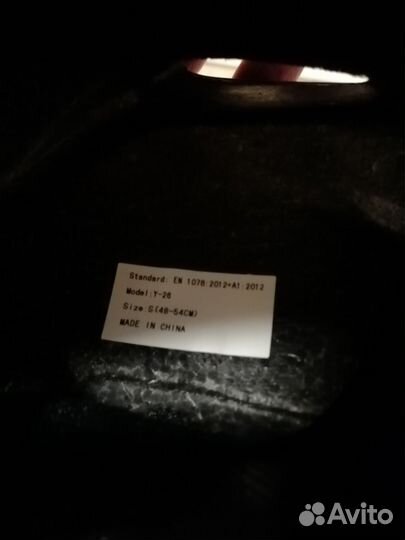 Standard: EN 1078:2012+A1:2012
Model:Y-26
Size:S(48-54CM)
MADE IN CHINA
Avito